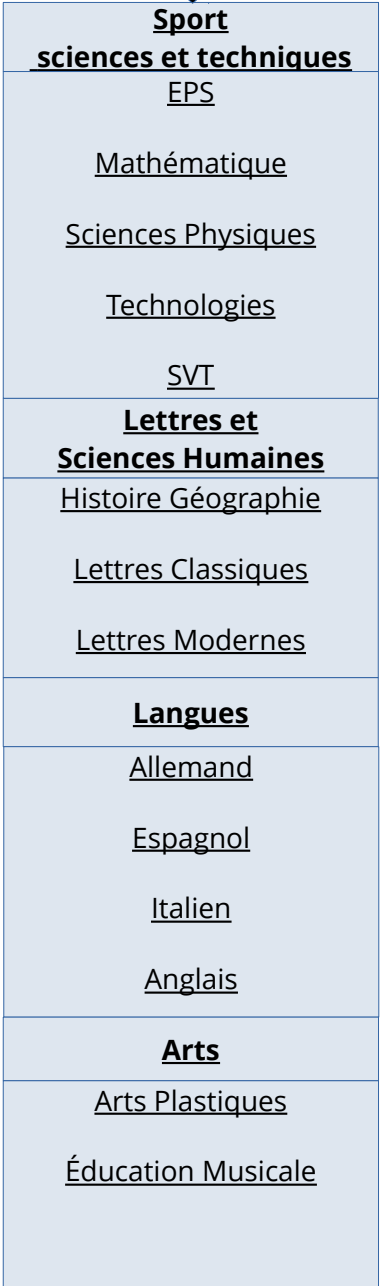 Sport
sciences et techniques
EPS
Mathématique
Sciences Physiques
Technologies
SVT
Lettres et
Sciences Humaines
Histoire Géographie
Lettres Classiques
Lettres Modernes
Langues
Allemand
Espagnol
Italien
Anglais
Arts
Arts Plastiques
Éducation Musicale